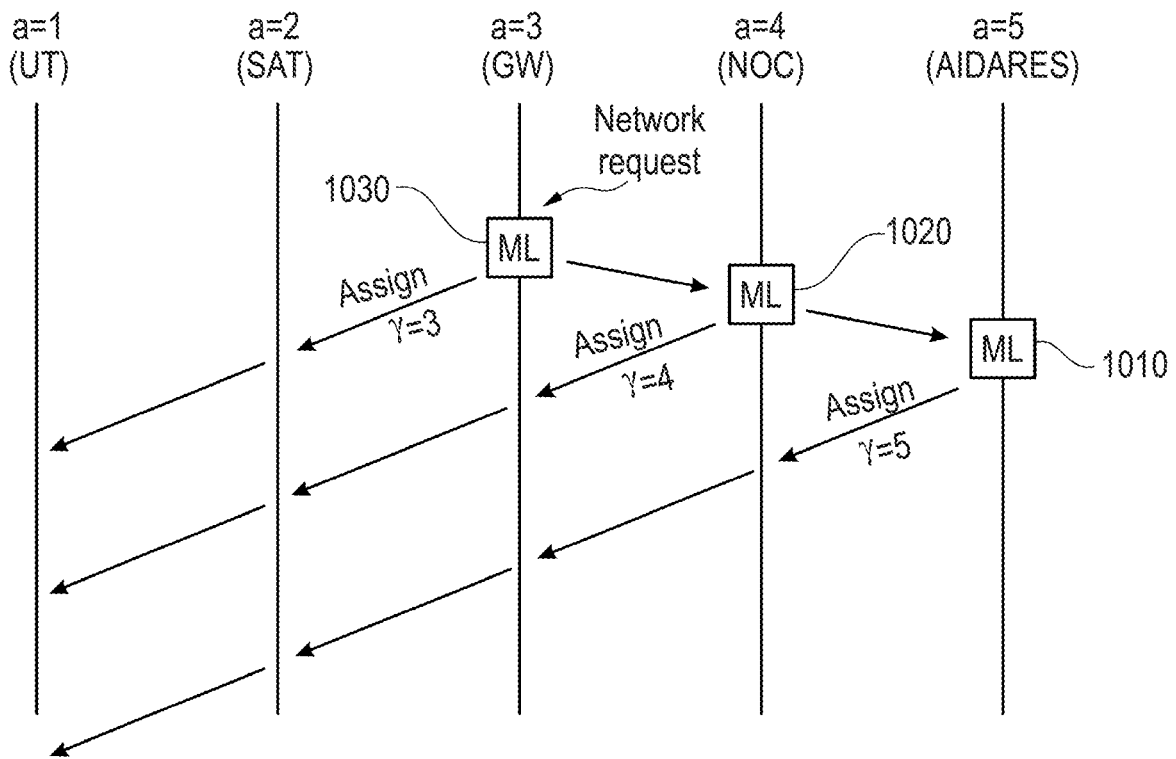 a=1
(UT)
a=2
(SAT)
a=3
(GW)
a=4
(NOC)
a=5
(AIDARES)
Network
request
1030
ML
1020
ML
Assign
γ=3
ML
1010
Assign
γ=4
Assign
γ=5